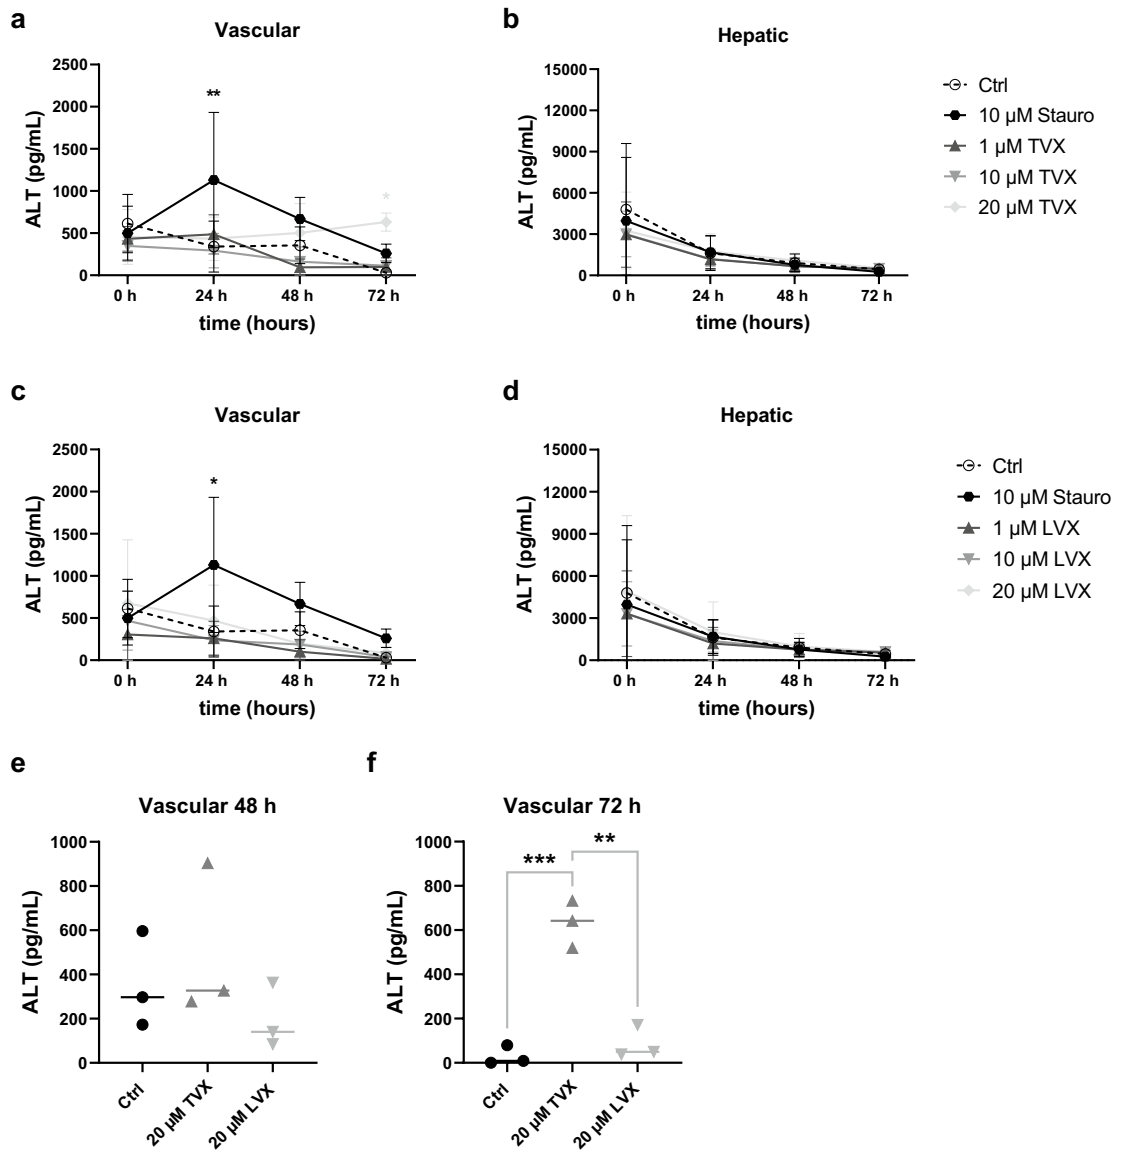 a
Vascular
2500
2000
1500
1000
500
0
ALT (pg/mL)
**
*
0 h
24 h
48 h
72 h
time (hours)
b
Hepatic
15000
12000
9000
6000
3000
0
ALT (pg/mL)
0 h
24 h
48 h
72 h
time (hours)
Ctrl
10 µM Stauro
1 µM TVX
10 µM TVX
20 µM TVX
c
Vascular
2500
2000
1500
1000
500
0
ALT (pg/mL)
*
0 h
24 h
48 h
72 h
time (hours)
d
Hepatic
15000
12000
9000
6000
3000
0
ALT (pg/mL)
0 h
24 h
48 h
72 h
time (hours)
Ctrl
10 µM Stauro
1 µM LVX
10 µM LVX
20 µM LVX
e
Vascular 48 h
1000
800
600
400
200
0
ALT (pg/mL)
Ctrl
20 µM TVX
20 µM LVX
f
Vascular 72 h
1000
800
600
400
200
0
ALT (pg/mL)
***
**
Ctrl
20 µM TVX
20 µM LVX